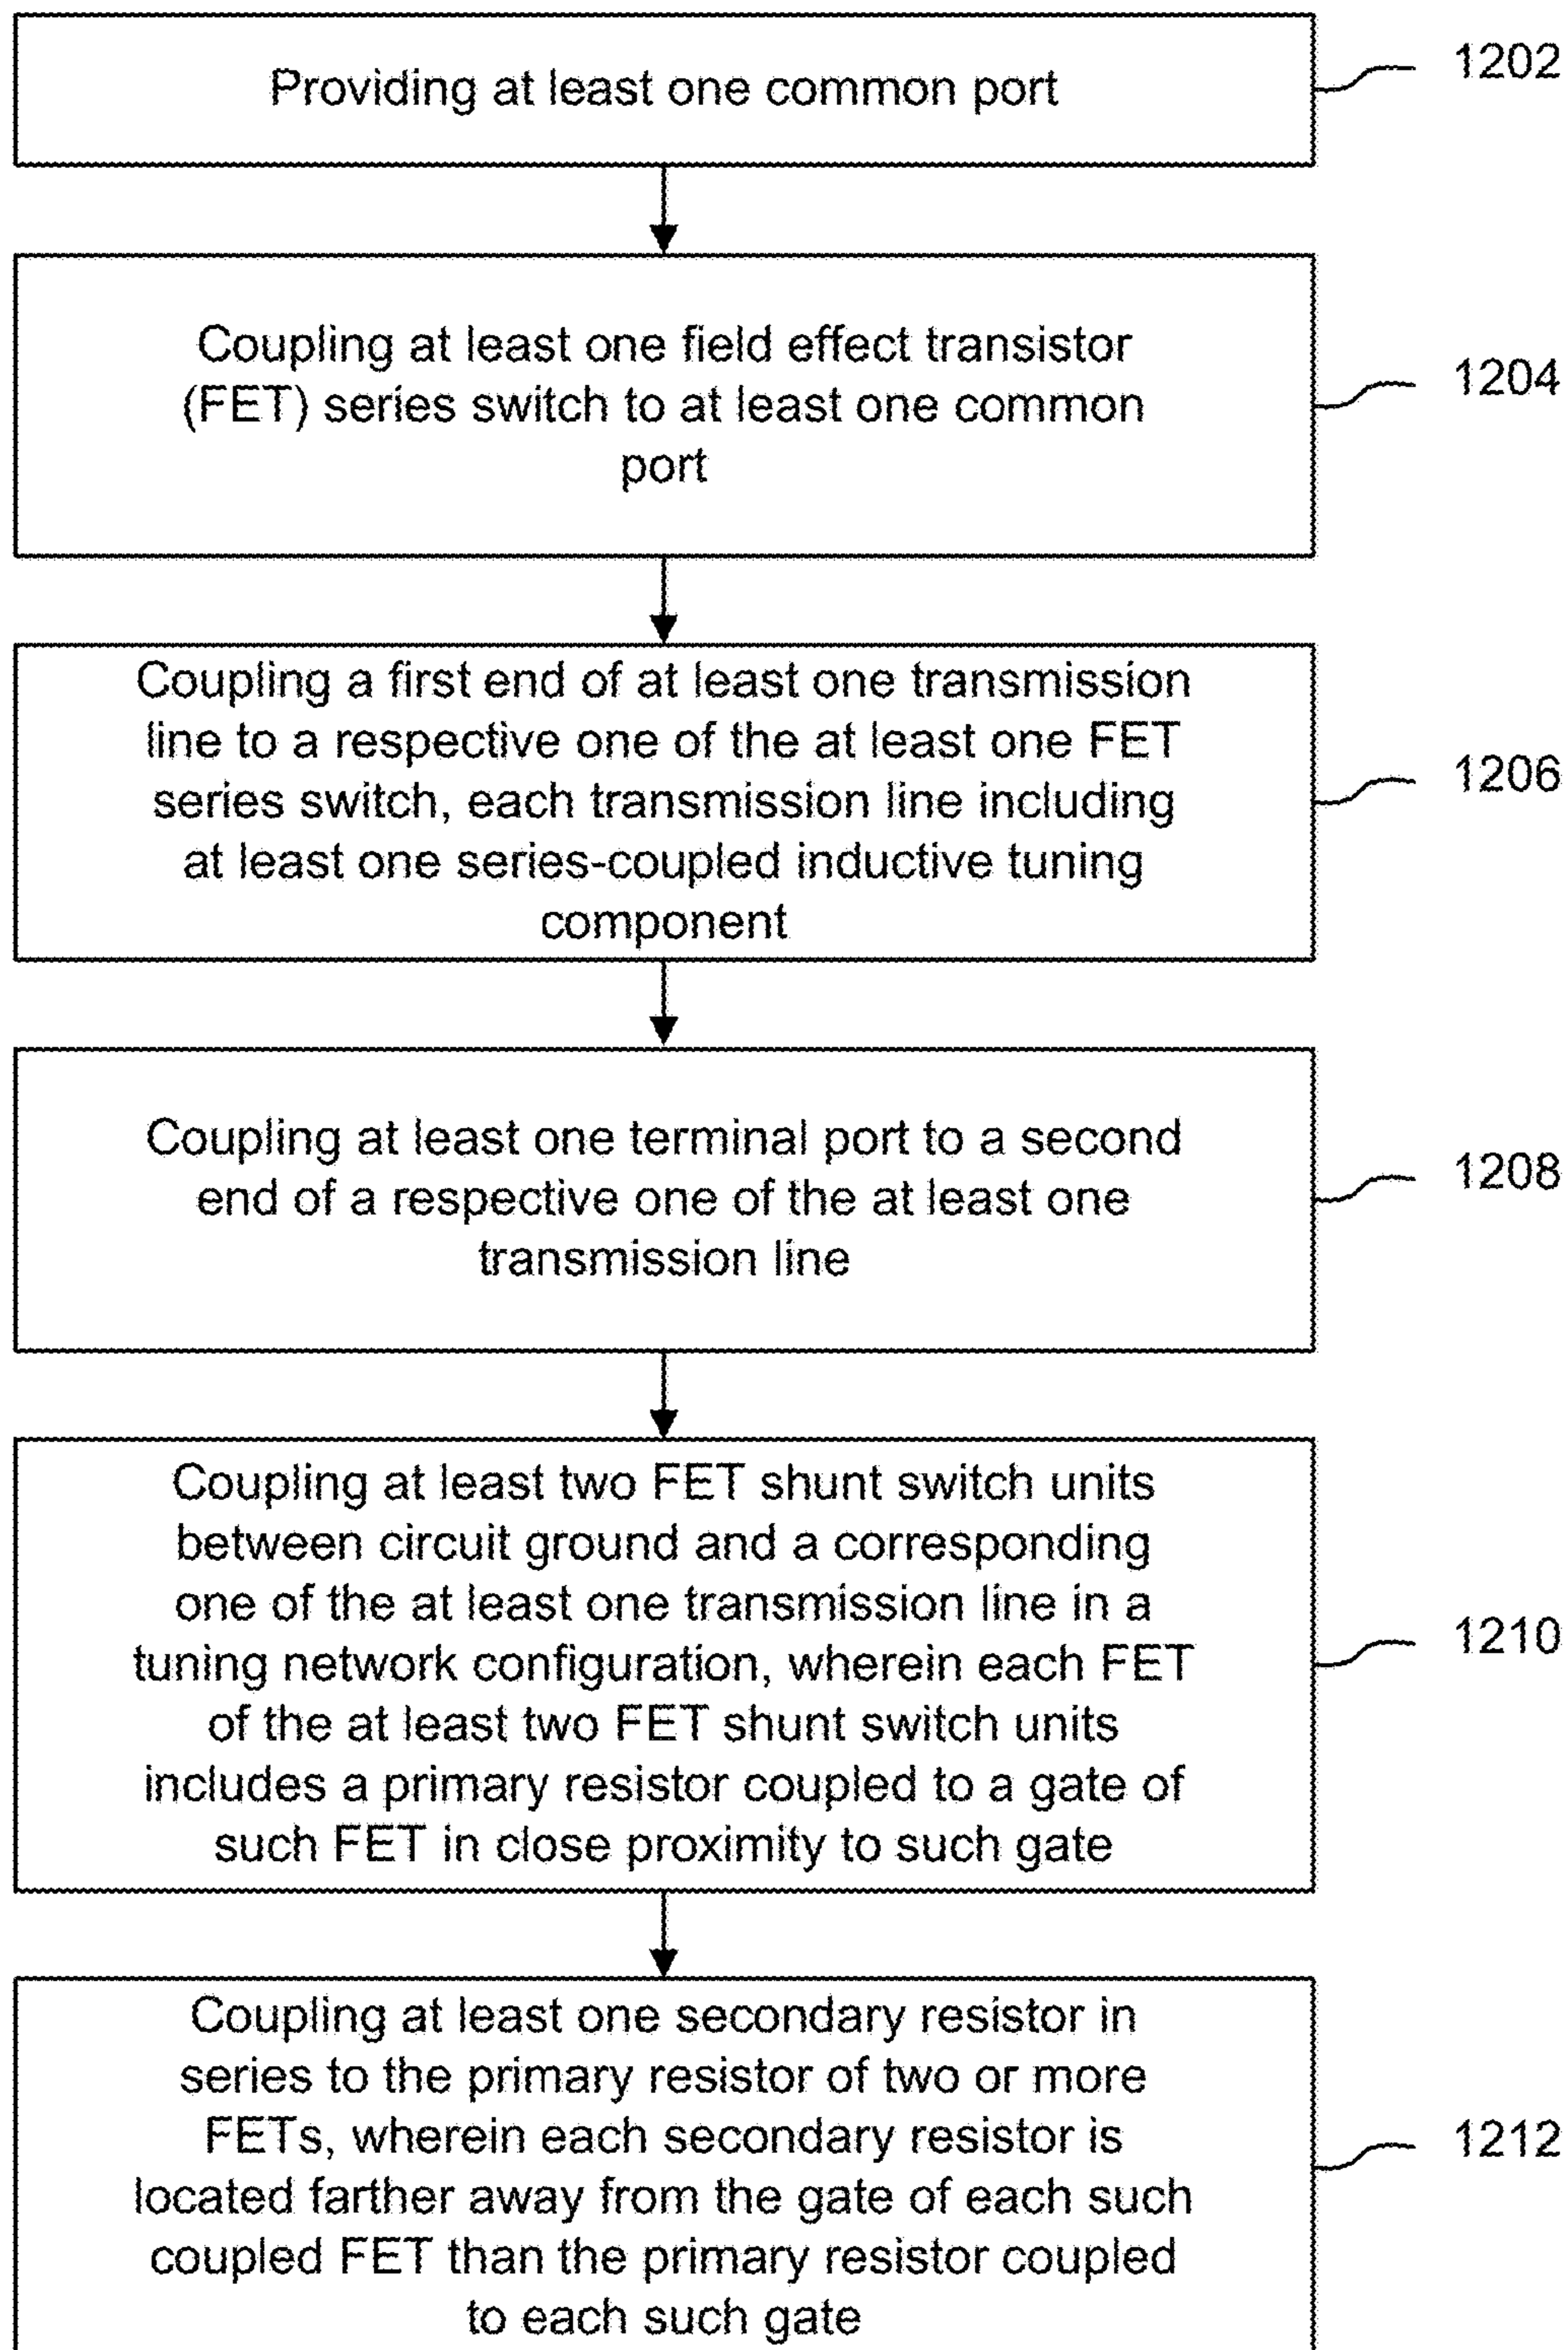 Providing at least one common port
1202
Coupling at least one field effect transistor
(FET) series switch to at least one common
port
1204
Coupling a first end of at least one transmission
line to a respective one of the at least one FET
series switch, each transmission line including
at least one series-coupled inductive tuning
component
1206
Coupling at least one terminal port to a second
end of a respective one of the at least one
transmission line
1208
Coupling at least two FET shunt switch units
between circuit ground and a corresponding
one of the at least one transmission line in a
tuning network configuration, wherein each FET
of the at least two FET shunt switch units
includes a primary resistor coupled to a gate of
such FET in close proximity to such gate
1210
Coupling at least one secondary resistor in
series to the primary resistor of two or more
FETs, wherein each secondary resistor is
located farther away from the gate of each such
coupled FET than the primary resistor coupled
to each such gate
1212